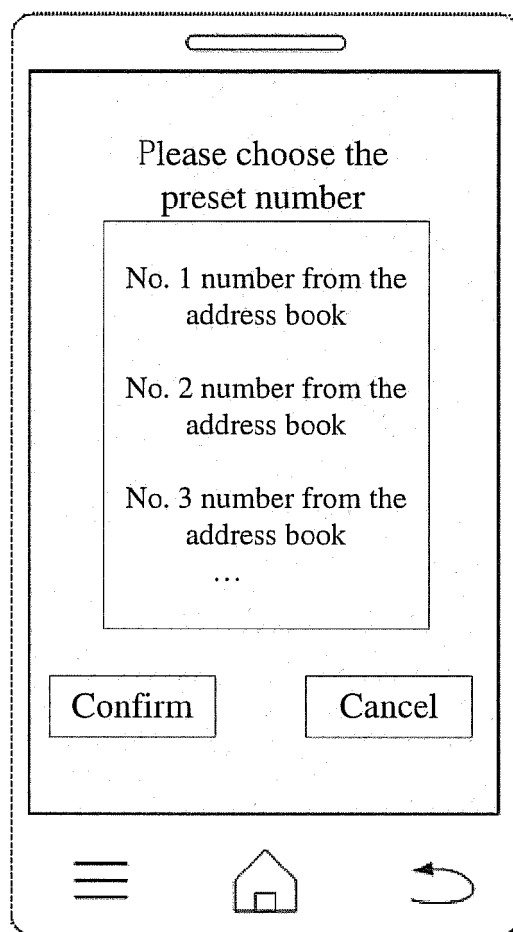 Please choose the
preset number
No. 1 number from the
address book
No. 2 number from the
address book
No. 3 number from the
address book
...
Confirm
Cancel